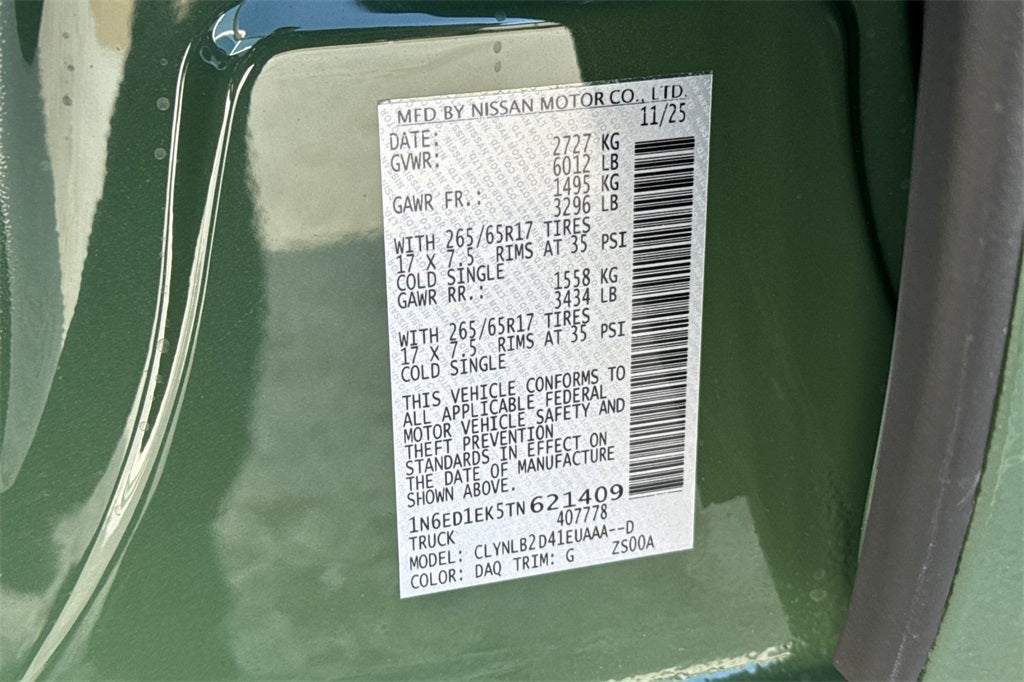 MFD BY NISSAN MOTOR CO., LTD.
DATE: 11/25
GVWR: 2727 KG
6012 LB
GAWR FR.: 1495 KG
3296 LB
WITH 265/65R17 TIRES
17 X 7.5 RIMS AT 35 PSI
COLD SINGLE
GAWR RR.: 1558 KG
3434 LB
WITH 265/65R17 TIRES
17 X 7.5 RIMS AT 35 PSI
COLD SINGLE
THIS VEHICLE CONFORMS TO
ALL APPLICABLE FEDERAL
MOTOR VEHICLE SAFETY AND
THEFT PREVENTION
STANDARDS IN EFFECT ON
THE DATE OF MANUFACTURE
SHOWN ABOVE.
1N6ED1EK5TN621409
TRUCK 407778
MODEL: CLYNLB2D41EUAAA--D
COLOR: DAQ TRIM: G ZS00A